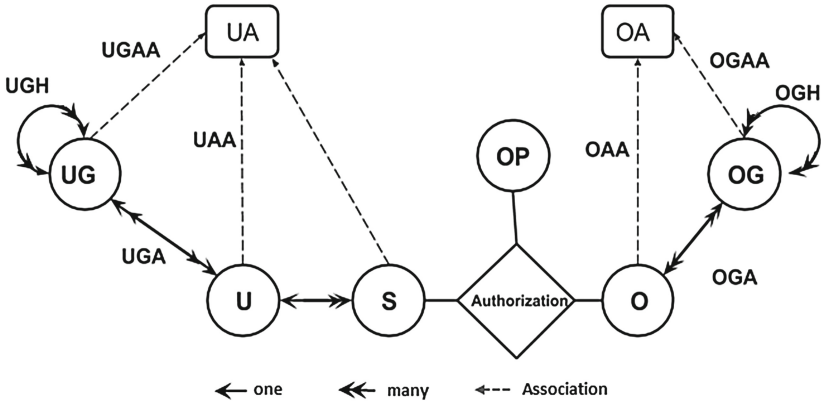 UA
OA
UGAA
OGAA
UGH
OGH
UAA
OAA
OP
UG
OG
UGA
OGA
U
S
Authorization
O
one
many
Association